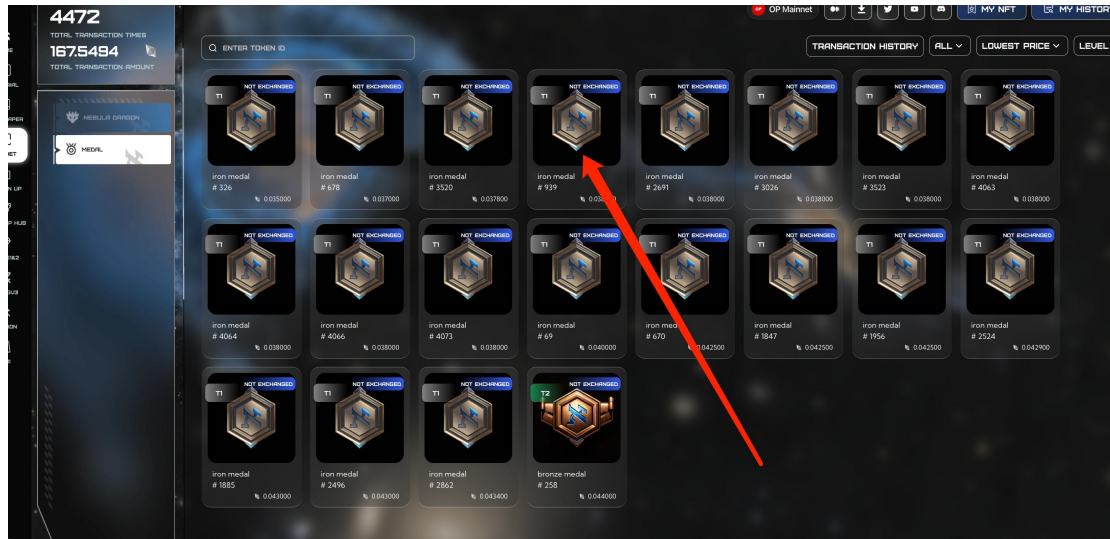 4472
TOTAL TRANSACTION TIMES
167.5494
TOTAL TRANSACTION AMOUNT
NEBULA DRAGON
MEDAL
OP OP Mainnet
MY NFT
MY HISTOR
ENTER TOKEN ID
TRANSACTION HISTORY
ALL
LOWEST PRICE
LEVEL
T1 NOT EXCHANGED
iron medal
# 326
0.035000
T1 NOT EXCHANGED
iron medal
# 678
0.037000
T1 NOT EXCHANGED
iron medal
# 3520
0.037800
T1 NOT EXCHANGED
iron medal
# 939
T1 NOT EXCHANGED
iron medal
# 2691
0.038000
T1 NOT EXCHANGED
iron medal
# 3026
0.038000
T1 NOT EXCHANGED
iron medal
# 3523
0.038000
T1 NOT EXCHANGED
iron medal
# 4063
0.038000
T1 NOT EXCHANGED
iron medal
# 4064
0.038000
T1 NOT EXCHANGED
iron medal
# 4066
0.038000
T1 NOT EXCHANGED
iron medal
# 4073
0.038000
T1 NOT EXCHANGED
iron medal
# 69
0.040000
T1 NOT EXCHANGED
iron medal
# 670
0.042500
T1 NOT EXCHANGED
iron medal
# 1847
0.042500
T1 NOT EXCHANGED
iron medal
# 1956
0.042500
T1 NOT EXCHANGED
iron medal
# 2524
0.042900
T1 NOT EXCHANGED
iron medal
# 1885
0.043000
T1 NOT EXCHANGED
iron medal
# 2496
0.043000
T1 NOT EXCHANGED
iron medal
# 2862
0.043400
T2 NOT EXCHANGED
bronze medal
# 258
0.044000